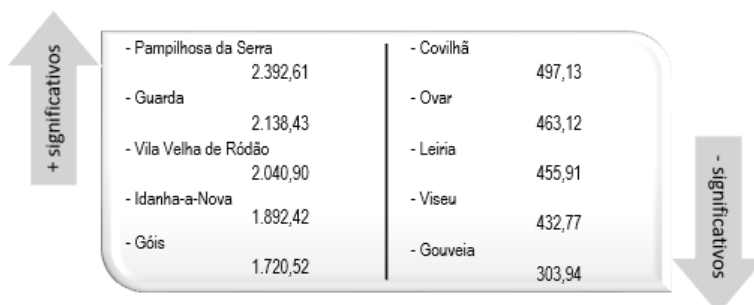 + significativos
- Pampilhosa da Serra
2.392,61
- Guarda
2.138,43
- Vila Velha de Ródão
2.040,90
- Idanha-a-Nova
1.892,42
- Góis
1.720,52
- Covilhã
497,13
- Ovar
463,12
- Leiria
455,91
- Viseu
432,77
- Gouveia
303,94
- significativos